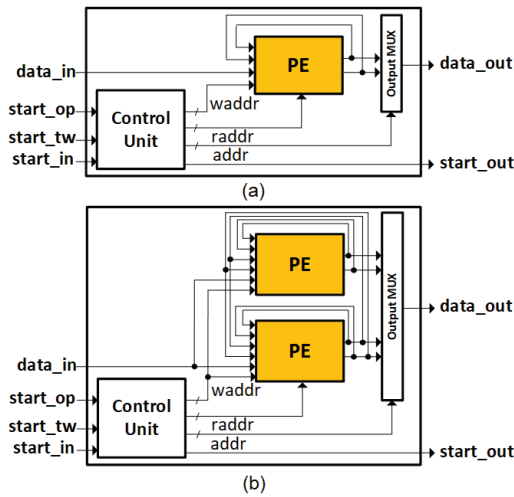 PE
Output MUX
data_in
data_out
start_op
start_tw
start_in
Control
Unit
waddr
raddr
addr
start_out
(a)
PE
PE
Output MUX
data_out
data_in
start_op
start_tw
start_in
Control
Unit
waddr
raddr
addr
start_out
(b)